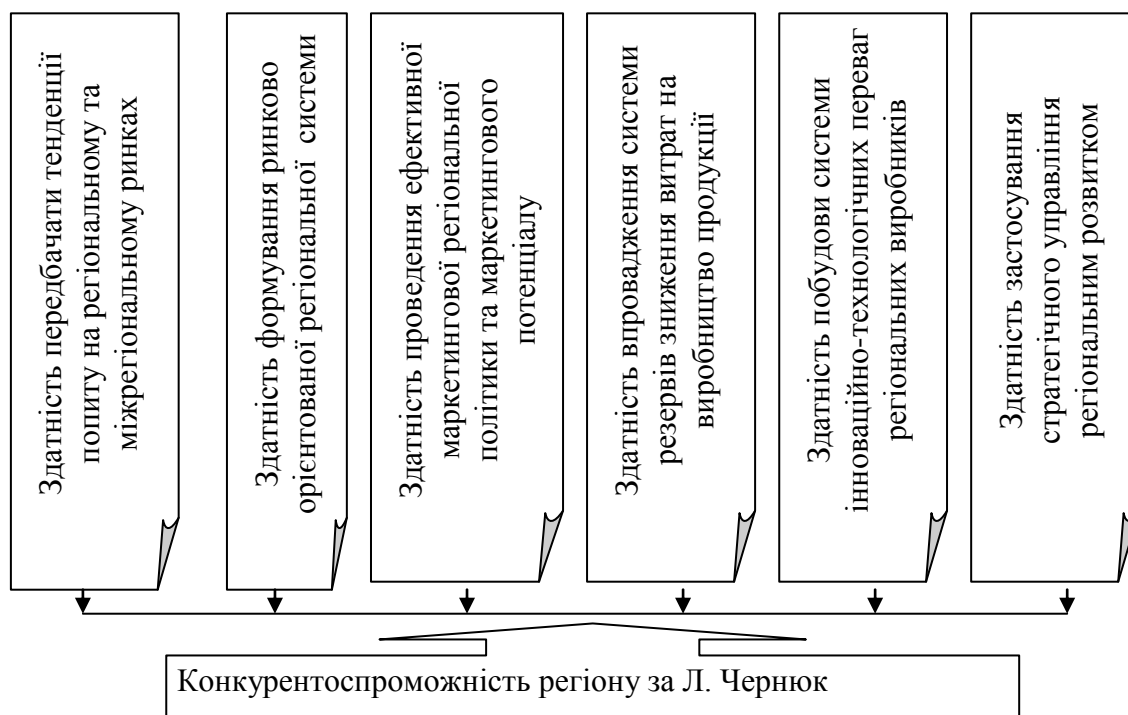 Здатність передбачати тенденції
попиту на регіональному та
міжрегіональному ринках
Здатність формування ринково
орієнтованої регіональної системи
Здатність проведення ефективної
маркетингової регіональної
політики та маркетингового
потенціалу
Здатність впровадження системи
резервів зниження витрат на
виробництво продукції
Здатність побудови системи
інноваційно-технологічних переваг
регіональних виробників
Здатність застосування
стратегічного управління
регіональним розвитком
Конкурентоспроможність регіону за Л. Чернюк